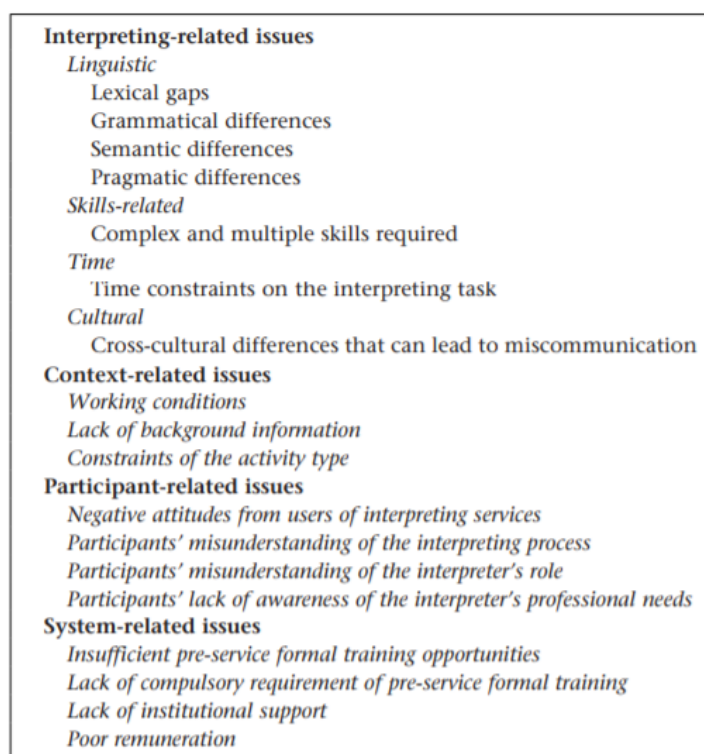 Interpreting-related issues
Linguistic
Lexical gaps
Grammatical differences
Semantic differences
Pragmatic differences
Skills-related
Complex and multiple skills required
Time
Time constraints on the interpreting task
Cultural
Cross-cultural differences that can lead to miscommunication
Context-related issues
Working conditions
Lack of background information
Constraints of the activity type
Participant-related issues
Negative attitudes from users of interpreting services
Participants' misunderstanding of the interpreting process
Participants' misunderstanding of the interpreter's role
Participants' lack of awareness of the interpreter's professional needs
System-related issues
Insufficient pre-service formal training opportunities
Lack of compulsory requirement of pre-service formal training
Lack of institutional support
Poor remuneration